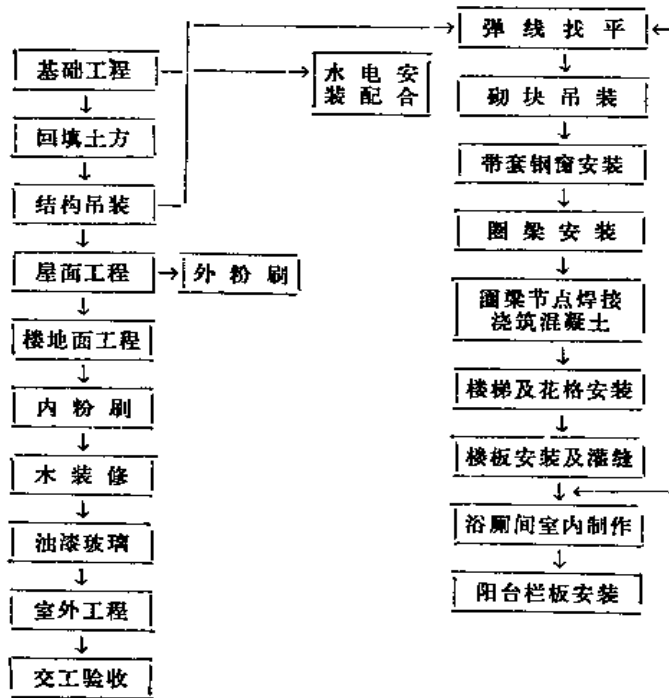 基础工程
回填土方
结构吊装
屋面工程
楼地面工程
内粉刷
木装修
油漆玻璃
室外工程
交工验收
水电安
装配合
外粉刷
弹线找平
砌块吊装
带套钢窗安装
圈梁安装
圈梁节点焊接
浇筑混凝土
楼梯及花格安装
楼板安装及灌缝
浴厕间室内制作
阳台栏板安装